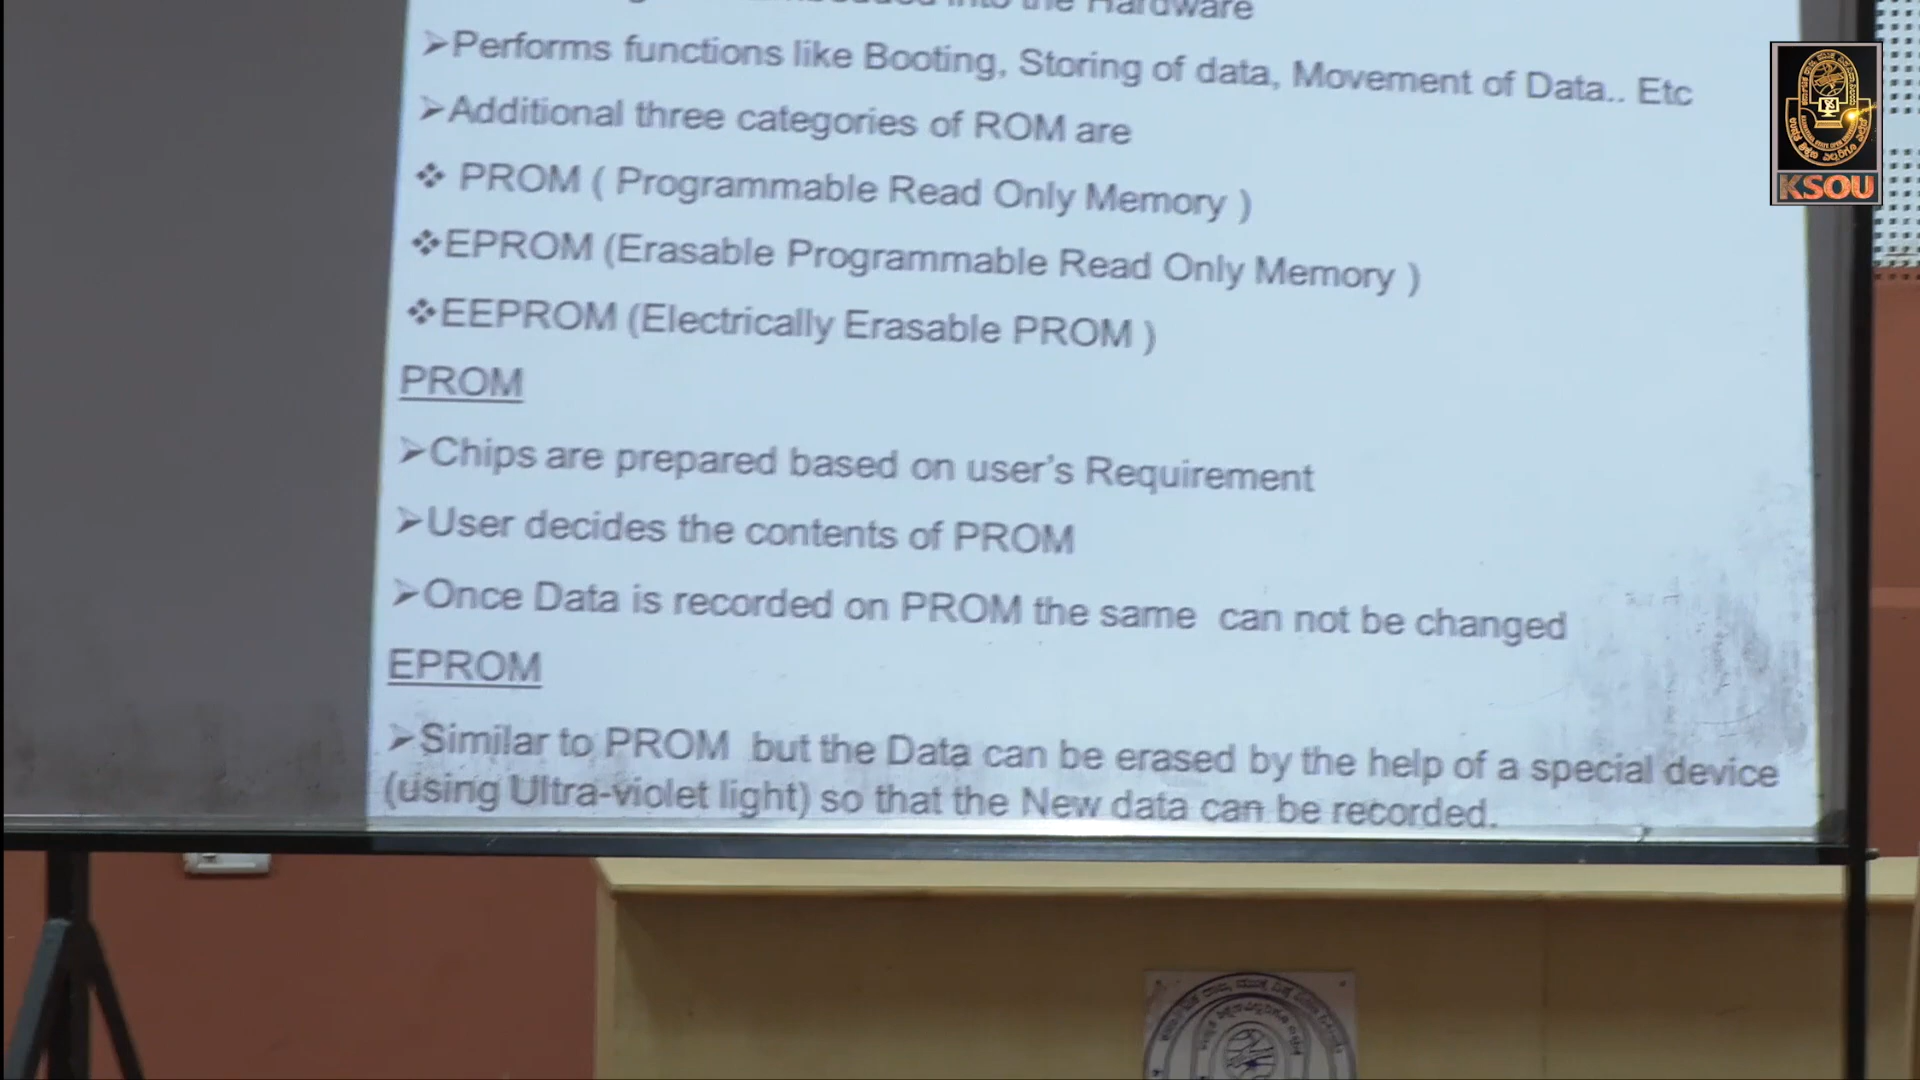 into the Hardware
➢Performs functions like Booting, Storing of data, Movement of Data.. Etc
➢Additional three categories of ROM are
❖ PROM ( Programmable Read Only Memory )
❖EPROM (Erasable Programmable Read Only Memory )
❖EEPROM (Electrically Erasable PROM )
PROM
➢Chips are prepared based on user's Requirement
➢User decides the contents of PROM
➢Once Data is recorded on PROM the same can not be changed
EPROM
➢Similar to PROM but the Data can be erased by the help of a special device
(using Ultra-violet light) so that the New data can be recorded.
KSOU